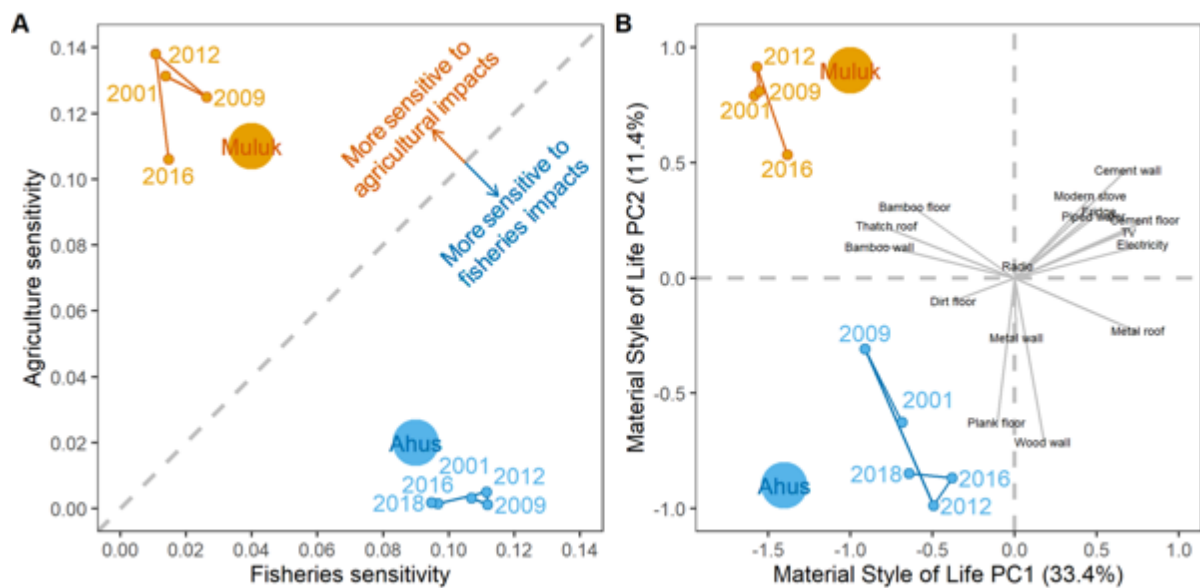 A
0.14
0.12
0.10
0.08
0.06
0.04
0.02
0.00
Agriculture sensitivity
0.00
0.02
0.04
0.06
0.08
0.10
0.12
0.14
Fisheries sensitivity
2012
2001
2009
Muluk
2016
More sensitive to
agricultural impacts
More sensitive to
fisheries impacts
Ahus
2001
2012
2016
2018
2009
B
1.0
0.5
0.0
-0.5
-1.0
Material Style of Life PC2 (11.4%)
-1.5
-1.0
-0.5
0.0
0.5
1.0
Material Style of Life PC1 (33.4%)
2012
Muluk
2009
2001
2016
Cement wall
Modern stove
Piped water
Cement floor
TV
Electricity
Bamboo floor
Thatch roof
Bamboo wall
Radio
Dirt floor
Metal roof
Metal wall
Plank floor
Wood wall
2009
2001
2018
2016
Ahus
2012